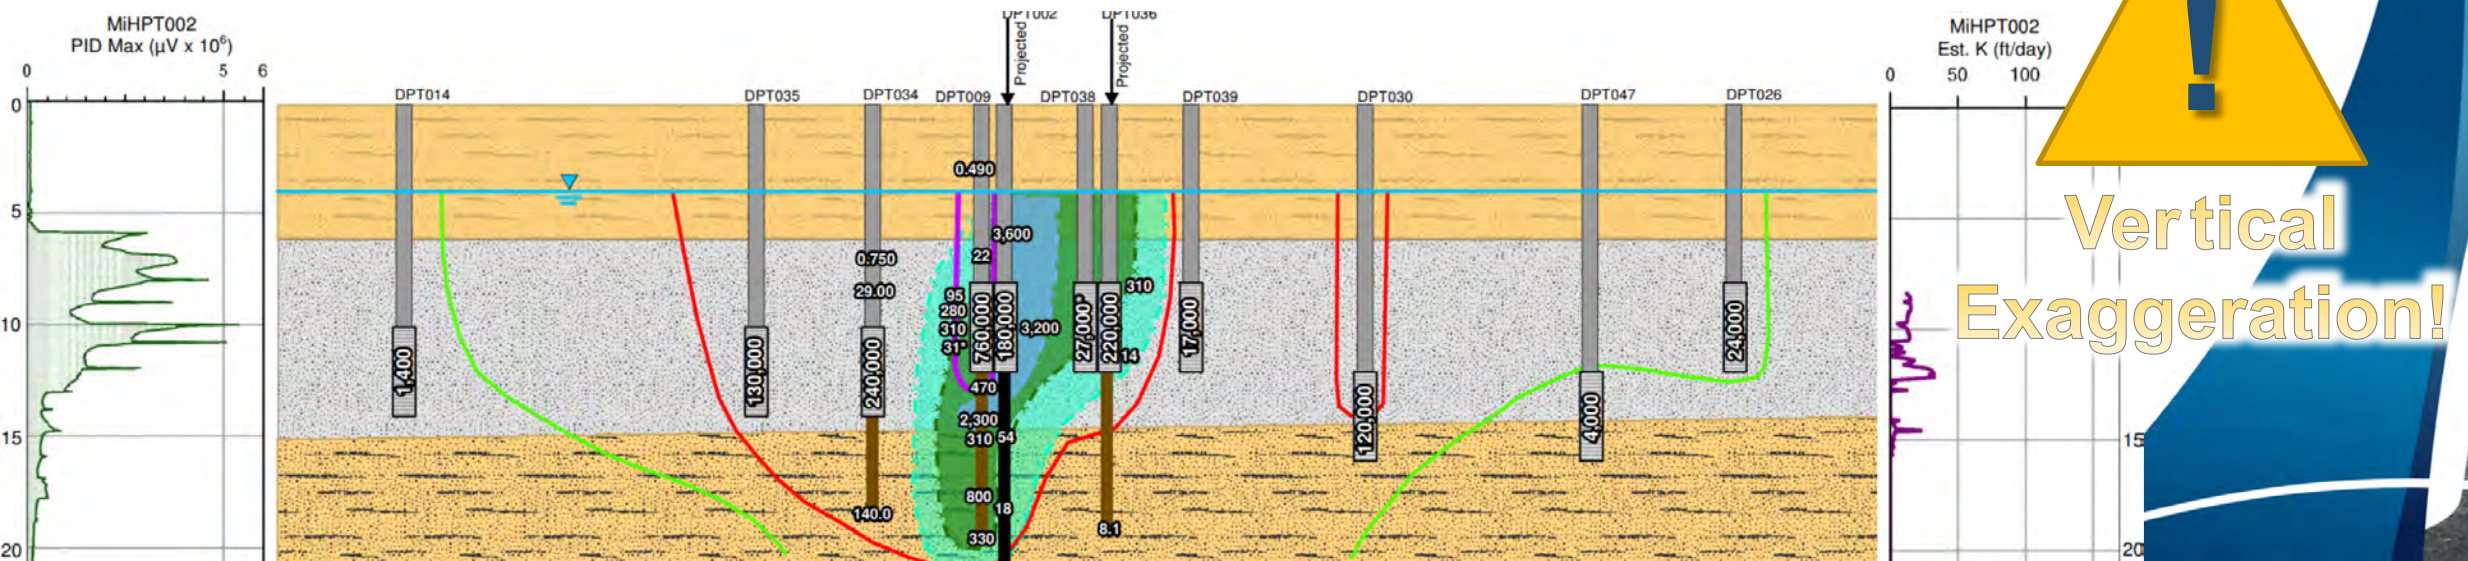 MiHPT002
PID Max (µV x 10⁶)
0 5 6
0
5
10
15
20
DPT002
DPT036
Projected
Projected
DPT014
DPT035
DPT034
DPT009
DPT038
DPT039
DPT030
DPT047
DPT026
0.490
3,600
22
0.750
29.00
95
280
310
31*
3,200
310
14
1,400
130,000
240,000
760,000
180,000
27,000*
220,000
17,000
120,000
4,000
24,000
470
2,300
310
54
800
18
330
140.0
8.1
MiHPT002
Est. K (ft/day)
0 50 100
15
20
!
Vertical
Exaggeration!